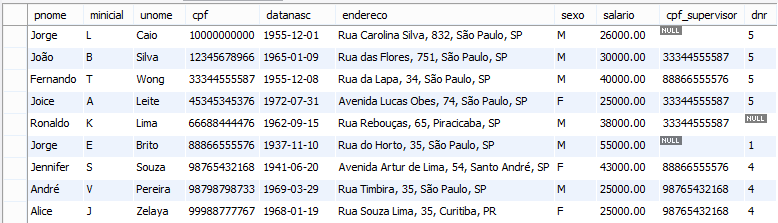 pnome minicial unome cpf datanasc endereco sexo salario cpf_supervisor dnr
Jorge L Caio 10000000000 1955-12-01 Rua Carolina Silva, 832, São Paulo, SP M 26000.00 NULL 5
João B Silva 12345678966 1965-01-09 Rua das Flores, 751, São Paulo, SP M 30000.00 33344555587 5
Fernando T Wong 33344555587 1955-12-08 Rua da Lapa, 34, São Paulo, SP M 40000.00 88866555576 5
Joice A Leite 45345345376 1972-07-31 Avenida Lucas Obes, 74, São Paulo, SP F 25000.00 33344555587 5
Ronaldo K Lima 66688444476 1962-09-15 Rua Rebouças, 65, Piracicaba, SP M 38000.00 33344555587 NULL
Jorge E Brito 88866555576 1937-11-10 Rua do Horto, 35, São Paulo, SP M 55000.00 NULL 1
Jennifer S Souza 98765432168 1941-06-20 Avenida Artur de Lima, 54, Santo André, SP F 43000.00 88866555576 4
André V Pereira 98798798733 1969-03-29 Rua Timbira, 35, São Paulo, SP M 25000.00 98765432168 4
Alice J Zelaya 99988777767 1968-01-19 Rua Souza Lima, 35, Curitiba, PR F 25000.00 98765432168 4